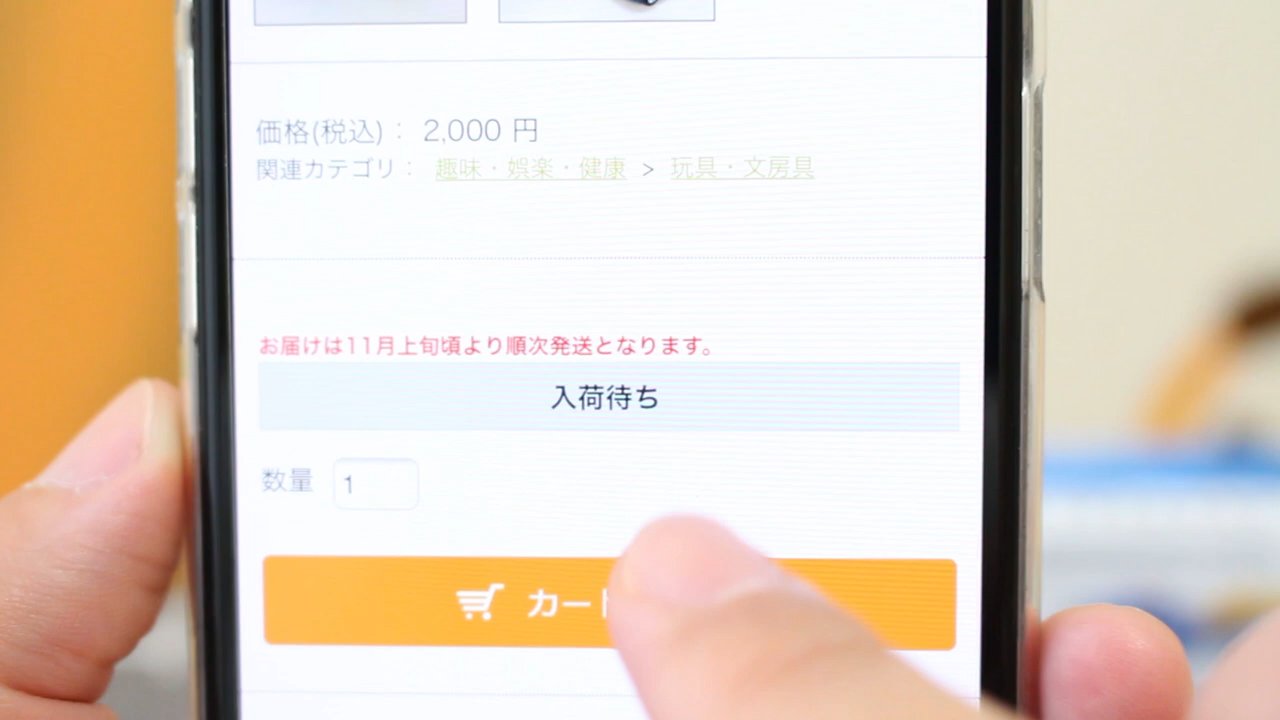 価格(税込)： 2,000 円
関連カテゴリ： 趣味・娯楽・健康 > 玩具・文房具
お届けは11月上旬頃より順次発送となります。
入荷待ち
数量 1
カート